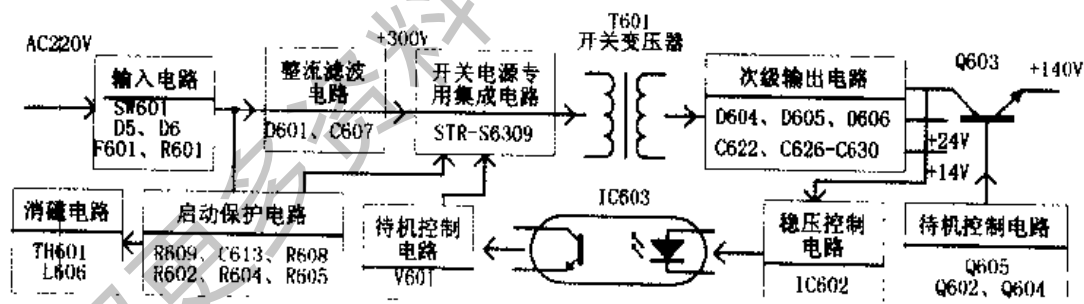 T601
开关变压器
AC220V
+300V
输入电路
SW601
D5、D6
F601、R601
整流滤波
电路
D601、C607
开关电源专
用集成电路
STR-S6309
次级输出电路
D604、D605、D606
C622、C626-C630
Q603
+140V
+24V
+14V
消磁电路
TH601
L606
启动保护电路
R609、C613、R608
R602、R604、R605
待机控制
电路
V601
IC603
稳压控制
电路
IC602
待机控制电路
Q605
Q602、Q604